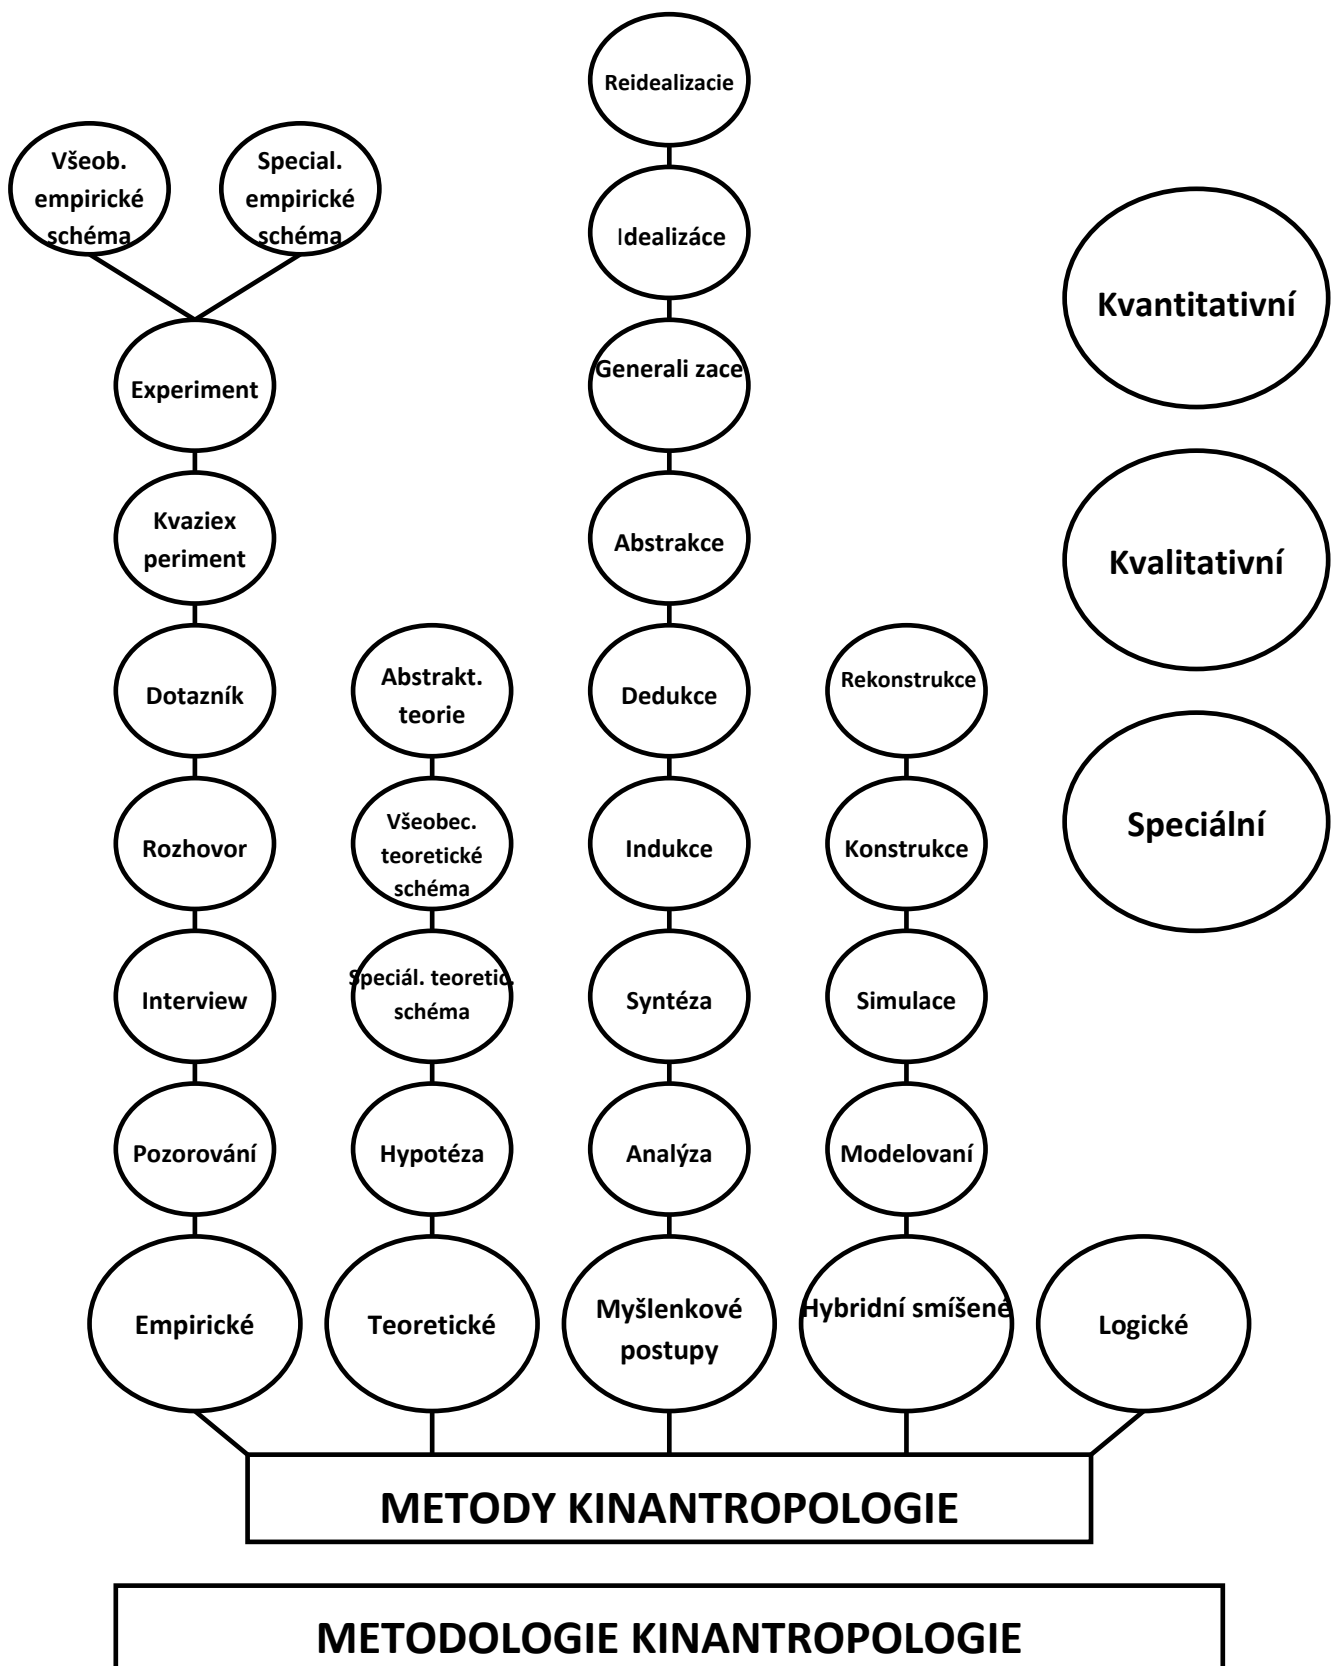 Reidealizacie
Všeob.
empirické
schéma
Special.
empirické
schéma
Idealizáce
Kvantitativní
Experiment
Generali zace
Kvaziex
periment
Abstrakce
Kvalitativní
Dotazník
Abstrakt.
teorie
Dedukce
Rekonstrukce
Rozhovor
Všeobec.
teoretické
schéma
Indukce
Konstrukce
Speciální
Interview
Speciál. teoretic.
schéma
Syntéza
Simulace
Pozorování
Hypotéza
Analýza
Modelovaní
Empirické
Teoretické
Myšlenkové
postupy
Hybridní smíšené
Logické
METODY KINANTROPOLOGIE
METODOLOGIE KINANTROPOLOGIE